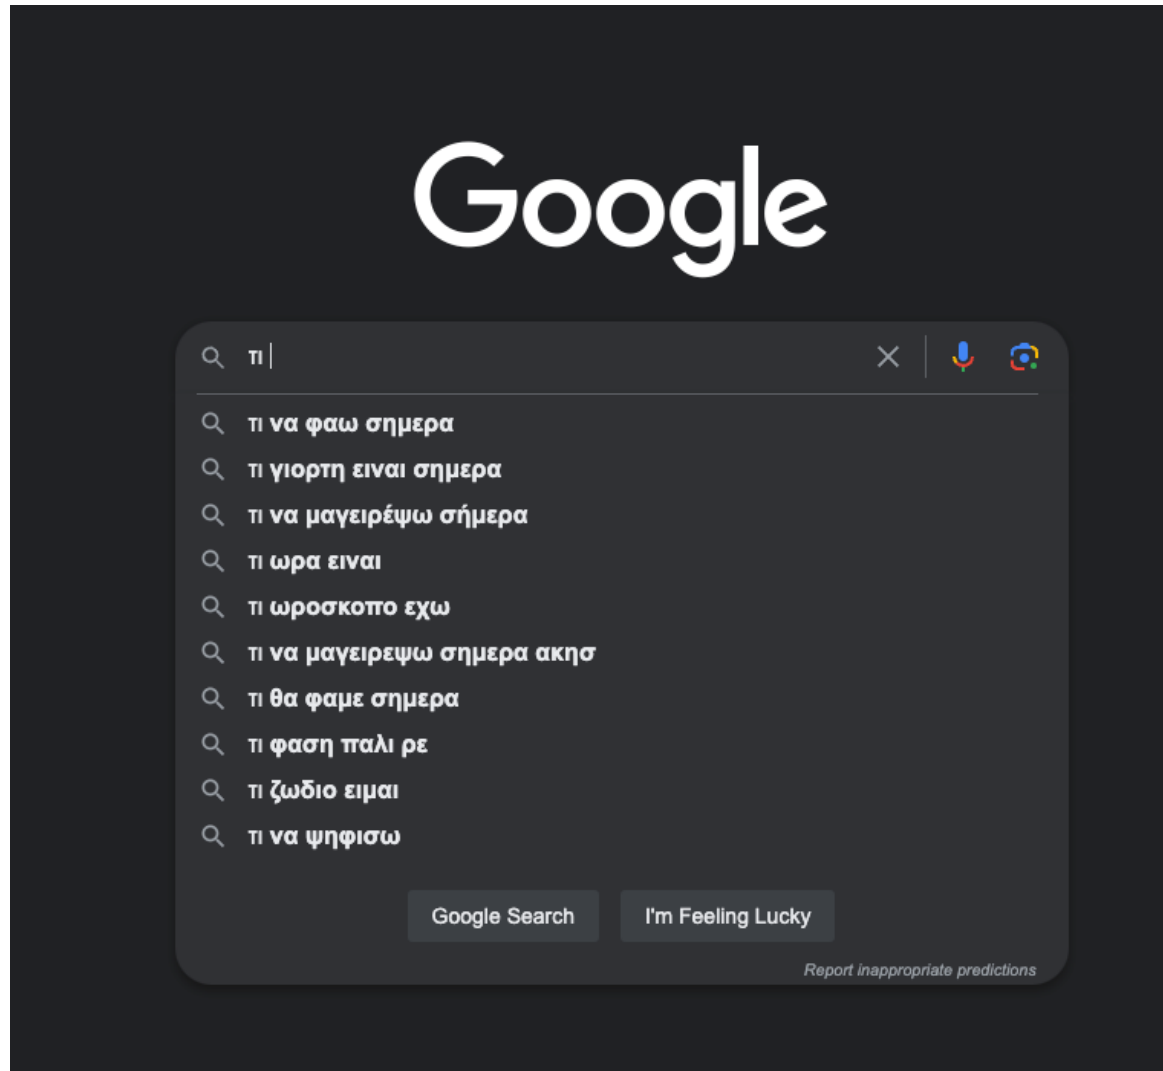 Google
τι
τι να φαω σημερα
τι γιορτη ειναι σημερα
τι να μαγειρέψω σήμερα
τι ωρα ειναι
τι ωροσκοπο εχω
τι να μαγειρεψω σημερα ακησ
τι θα φαμε σημερα
τι φαση παλι ρε
τι ζωδιο ειμαι
τι να ψηφισω
Google Search I'm Feeling Lucky
Report inappropriate predictions